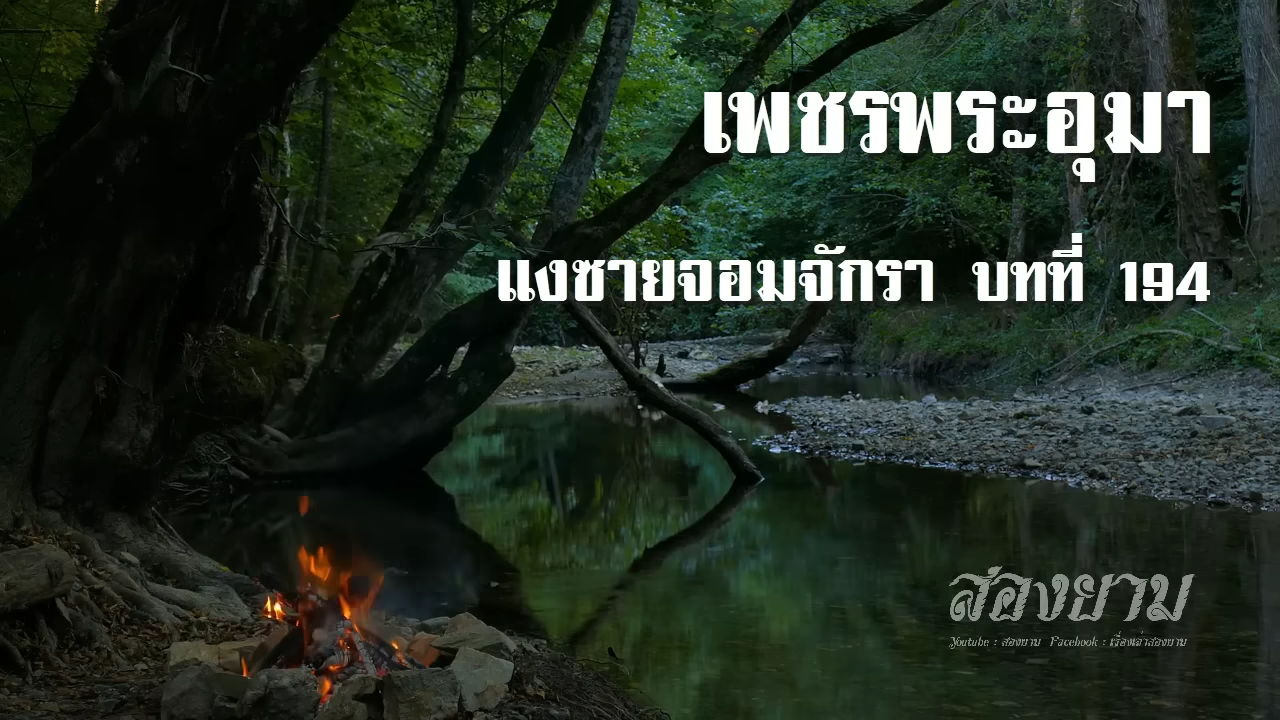 เพชรพระอุมา
แงซายจอมจักรา บทที่ 194
ส่องยาม
Youtube : สองยาม Facebook : เรื่องเล่าสองยาม